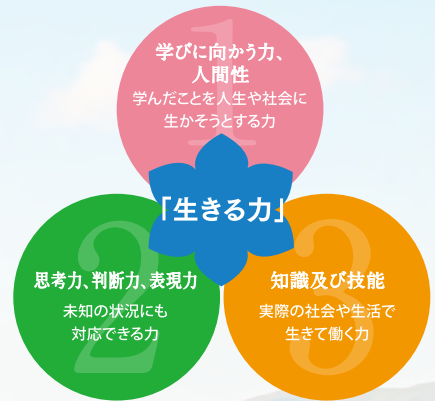 1
学びに向かう力、
人間性
学んだことを人生や社会に
生かそうとする力
「生きる力」
2
思考力、判断力、表現力
未知の状況にも
対応できる力
3
知識及び技能
実際の社会や生活で
生きて働く力